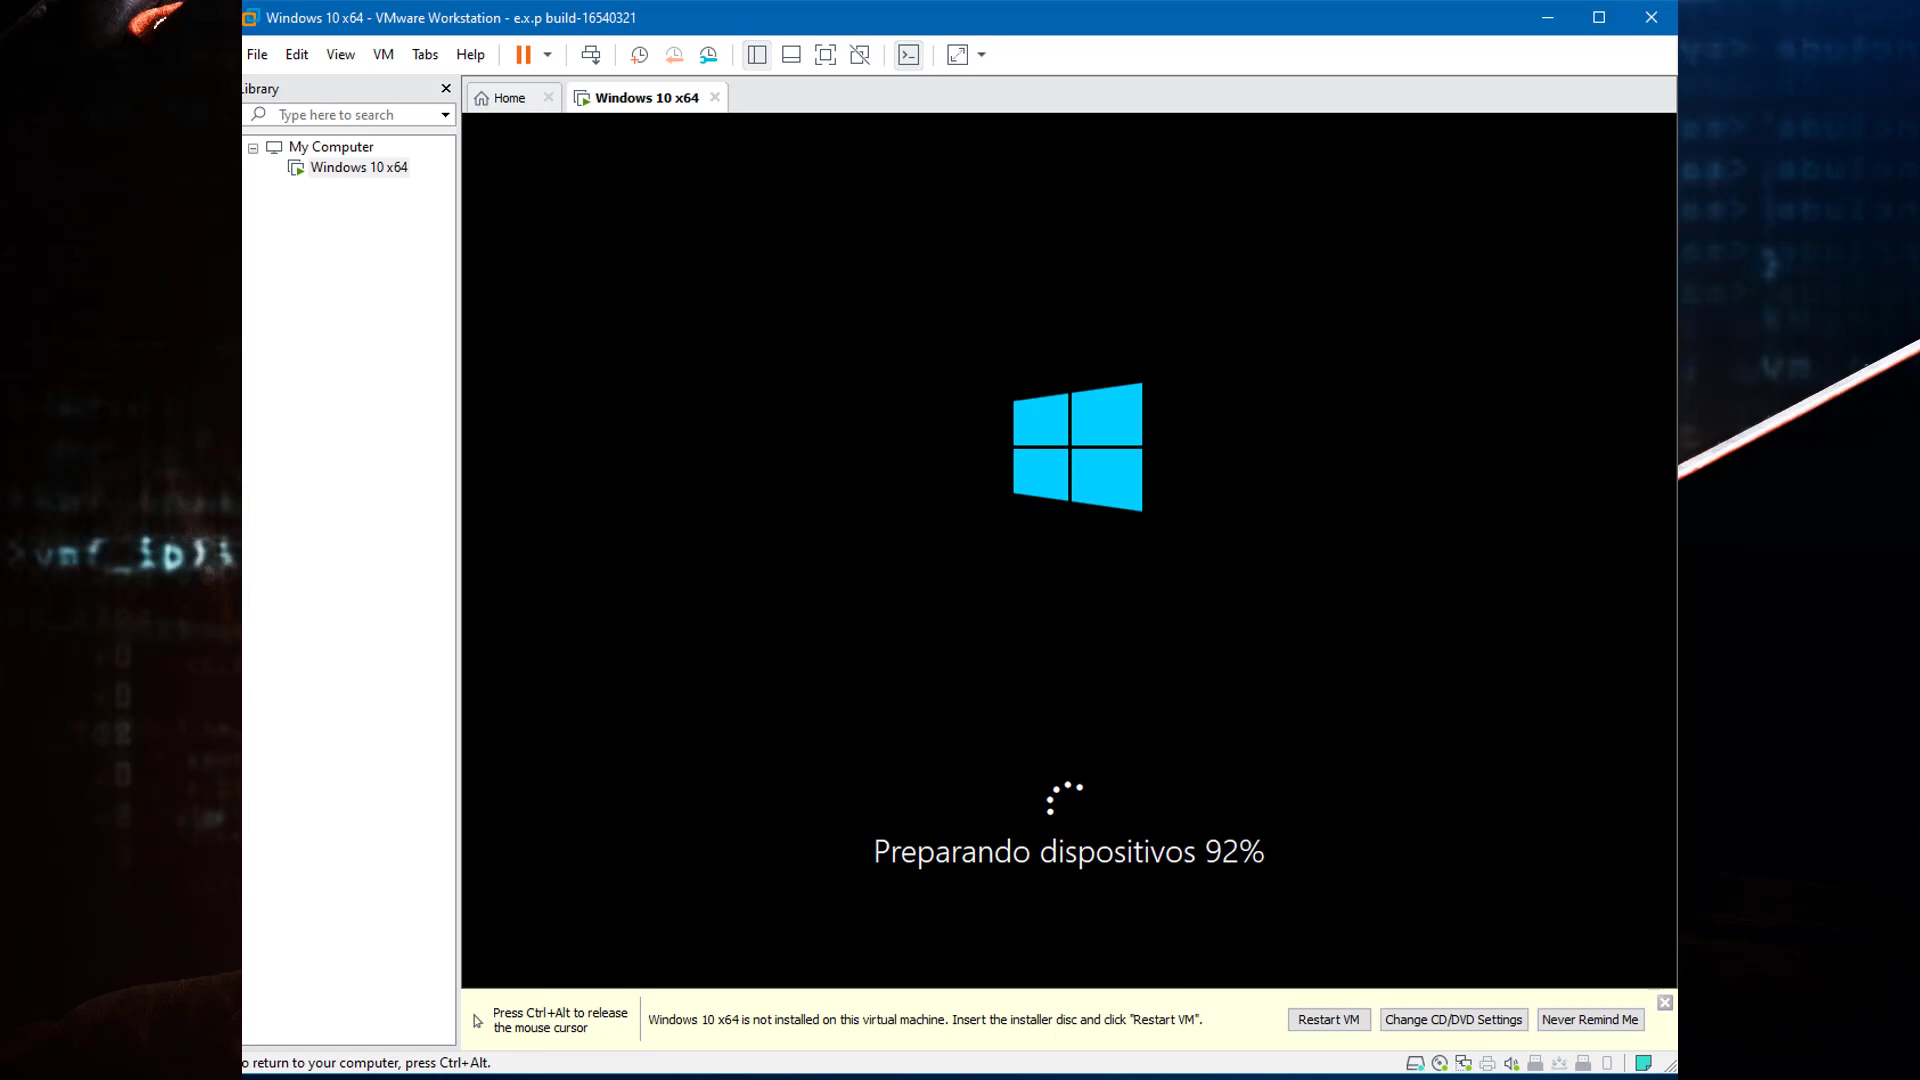 Windows 10 x64 - VMware Workstation - e.x.p build-16540321
File Edit View VM Tabs Help
ibrary
Type here to search
My Computer
Windows 10 x64
Home
Windows 10 x64
Preparando dispositivos 92%
Press Ctrl+Alt to release
the mouse cursor
Windows 10 x64 is not installed on this virtual machine. Insert the installer disc and click "Restart VM".
Restart VM
Change CD/DVD Settings
Never Remind Me
o return to your computer, press Ctrl+Alt.